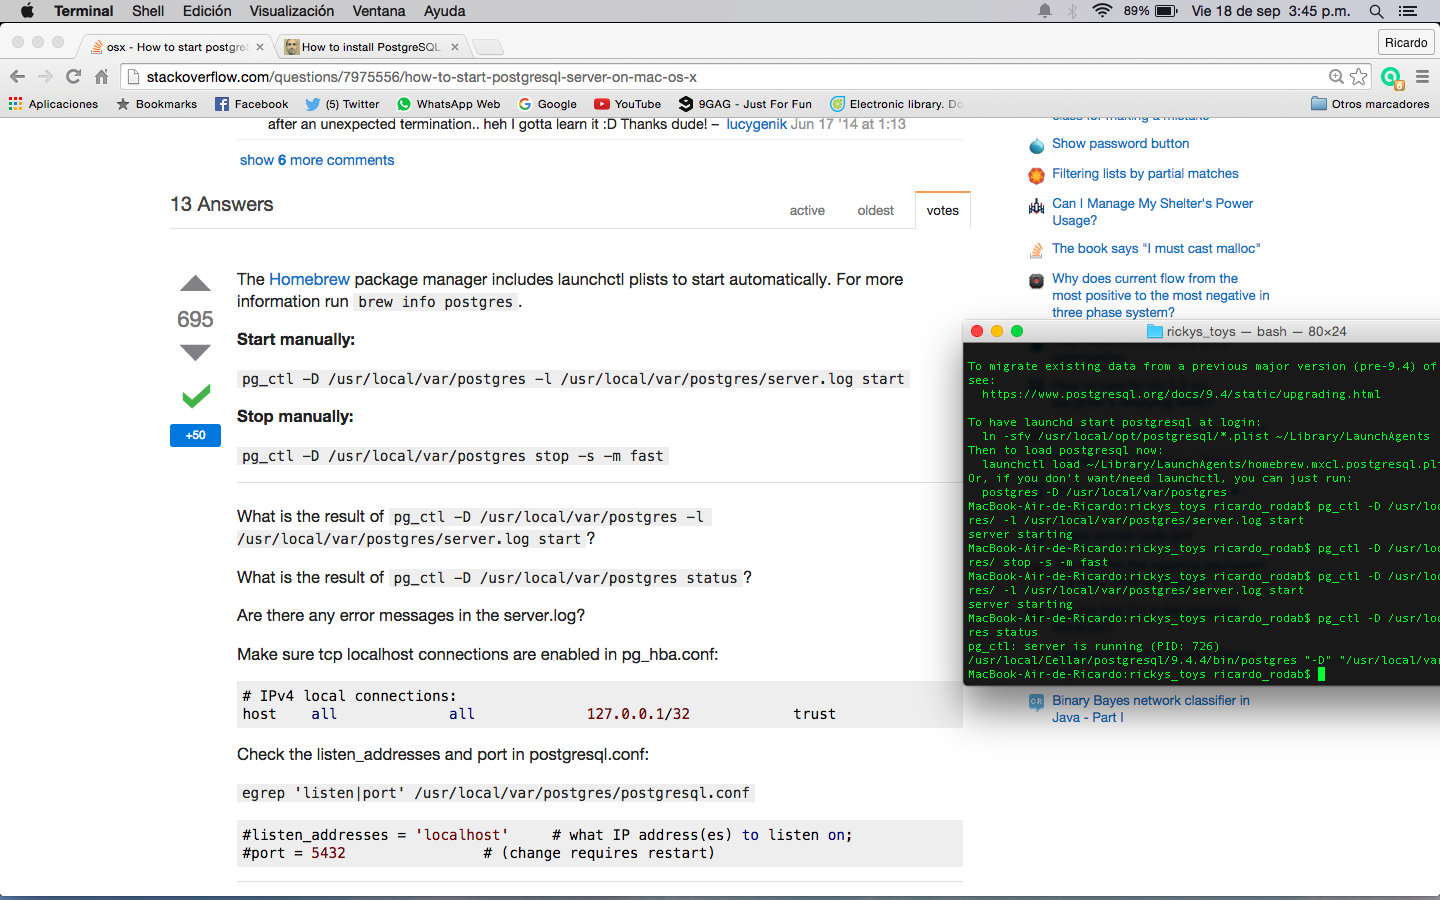 Terminal Shell Edición Visualización Ventana Ayuda 89% Vie 18 de sep 3:45 p.m.
osx - How to start postgreS × How to install PostgreSQL × Ricardo
stackoverflow.com/questions/7975556/how-to-start-postgresql-server-on-mac-os-x
Aplicaciones Bookmarks Facebook (5) Twitter WhatsApp Web Google YouTube 9GAG - Just For Fun Electronic library. Do Otros marcadores
after an unexpected termination.. heh I gotta learn it :D Thanks dude! – lucygenik Jun 17 '14 at 1:13
show 6 more comments
13 Answers
active oldest votes
695
+50
The Homebrew package manager includes launchctl plists to start automatically. For more
information run brew info postgres.
Start manually:
pg_ctl -D /usr/local/var/postgres -l /usr/local/var/postgres/server.log start
Stop manually:
pg_ctl -D /usr/local/var/postgres stop -s -m fast
What is the result of pg_ctl -D /usr/local/var/postgres -l
/usr/local/var/postgres/server.log start?
What is the result of pg_ctl -D /usr/local/var/postgres status?
Are there any error messages in the server.log?
Make sure tcp localhost connections are enabled in pg_hba.conf:
# IPv4 local connections:
host all all 127.0.0.1/32 trust
Check the listen_addresses and port in postgresql.conf:
egrep 'listen|port' /usr/local/var/postgres/postgresql.conf
#listen_addresses = 'localhost' # what IP address(es) to listen on;
#port = 5432 # (change requires restart)
class for making a mistake
Show password button
Filtering lists by partial matches
Can I Manage My Shelter's Power
Usage?
The book says "I must cast malloc"
Why does current flow from the
most positive to the most negative in
three phase system?
rickys_toys — bash — 80×24
To migrate existing data from a previous major version (pre-9.4) of
see:
https://www.postgresql.org/docs/9.4/static/upgrading.html
To have launchd start postgresql at login:
ln -sfv /usr/local/opt/postgresql/*.plist ~/Library/LaunchAgents
Then to load postgresql now:
launchctl load ~/Library/LaunchAgents/homebrew.mxcl.postgresql.pli
Or, if you don't want/need launchctl, you can just run:
postgres -D /usr/local/var/postgres
MacBook-Air-de-Ricardo:rickys_toys ricardo_rodab$ pg_ctl -D /usr/loc
res/ -l /usr/local/var/postgres/server.log start
server starting
MacBook-Air-de-Ricardo:rickys_toys ricardo_rodab$ pg_ctl -D /usr/loc
res/ stop -s -m fast
MacBook-Air-de-Ricardo:rickys_toys ricardo_rodab$ pg_ctl -D /usr/loc
res/ -l /usr/local/var/postgres/server.log start
server starting
MacBook-Air-de-Ricardo:rickys_toys ricardo_rodab$ pg_ctl -D /usr/loc
res status
pg_ctl: server is running (PID: 726)
/usr/local/Cellar/postgresql/9.4.4/bin/postgres "-D" "/usr/local/var
MacBook-Air-de-Ricardo:rickys_toys ricardo_rodab$
Binary Bayes network classifier in
Java - Part I